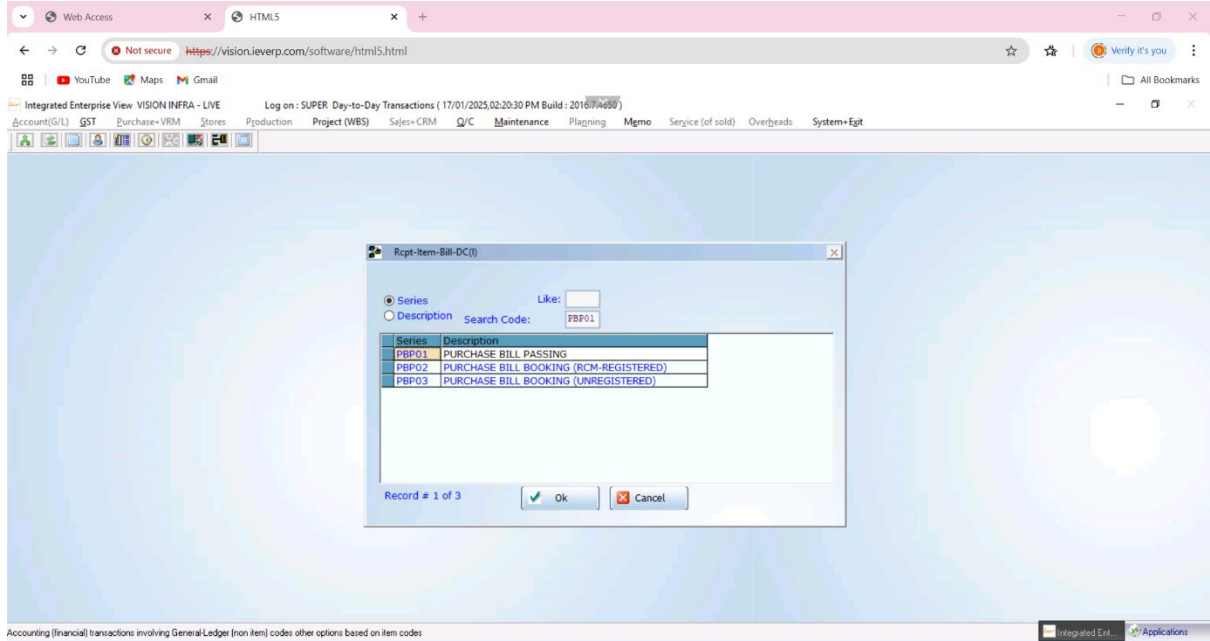 Web Access
HTML5
Not secure https://vision.ieverp.com/software/html5.html
Verify it's you
YouTube Maps Gmail
All Bookmarks
Integrated Enterprise View VISION INFRA - LIVE Log on : SUPER Day-to-Day Transactions ( 17/01/2025,02:20:30 PM Build : 2016.7.4650 )
Account(G/L) GST Purchase+VRM Stores Production Project (WBS) Sales+CRM Q/C Maintenance Planning Memo Service (of sold) Overheads System+Exit
Rcpt-Item-Bill-DC(I)
Series Like:
Description Search Code: PBP01
Series Description
PBP01 PURCHASE BILL PASSING
PBP02 PURCHASE BILL BOOKING (RCM-REGISTERED)
PBP03 PURCHASE BILL BOOKING (UNREGISTERED)
Record # 1 of 3 Ok Cancel
Accounting (financial) transactions involving General-Ledger (non item) codes other options based on item codes
Integrated Ent... Applications